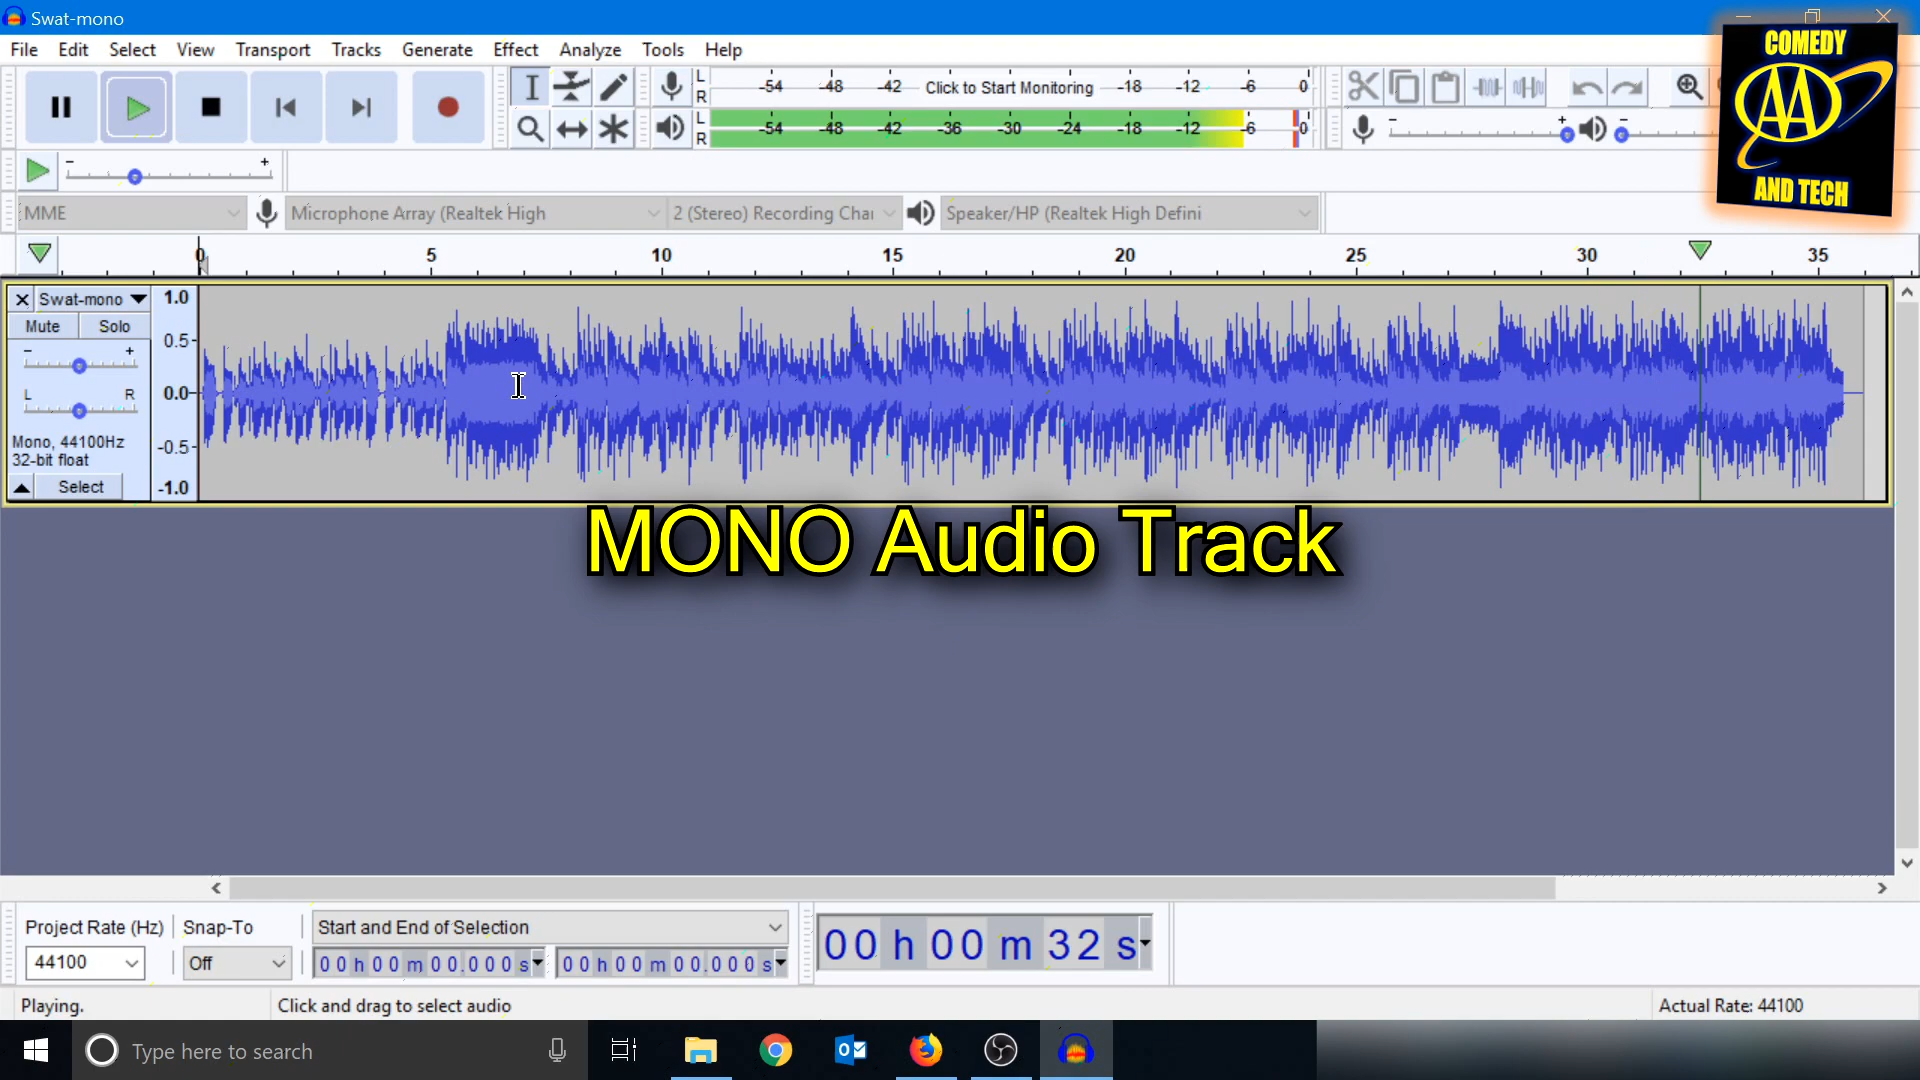 Swat-mono
File Edit Select View Transport Tracks Generate Effect Analyze Tools Help
COMEDY
AA
AND TECH
L
R
-54 -48 -42 Click to Start Monitoring -18 -12 -6 0
L
R
-54 -48 -42 -36 -30 -24 -18 -12 -6 0
- +
-
- +
MME
Microphone Array (Realtek High
2 (Stereo) Recording Chai
Speaker/HP (Realtek High Defini
0 5 10 15 20 25 30 35
Swat-mono
Mute Solo
- +
L R
Mono, 44100Hz
32-bit float
Select
1.0
0.5
0.0
-0.5
-1.0
MONO Audio Track
Project Rate (Hz) Snap-To Start and End of Selection
44100 Off 00 h 00 m 00.000 s 00 h 00 m 00.000 s
00 h 00 m 32 s
Playing. Click and drag to select audio Actual Rate: 44100
Type here to search